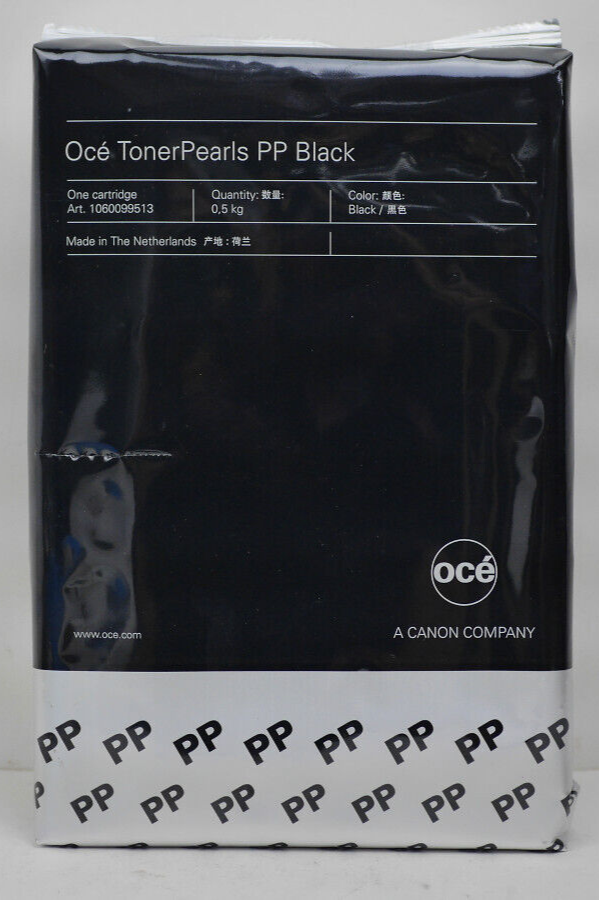 Océ TonerPearls PP Black
One cartridge
Art. 1060099513
Quantity: 数量:
0,5 kg
Color: 颜色:
Black / 黑色
Made in The Netherlands 产地 : 荷兰
océ
www.oce.com
A CANON COMPANY
PP PP PP PP PP PP PP PP
PP PP PP PP PP PP PP